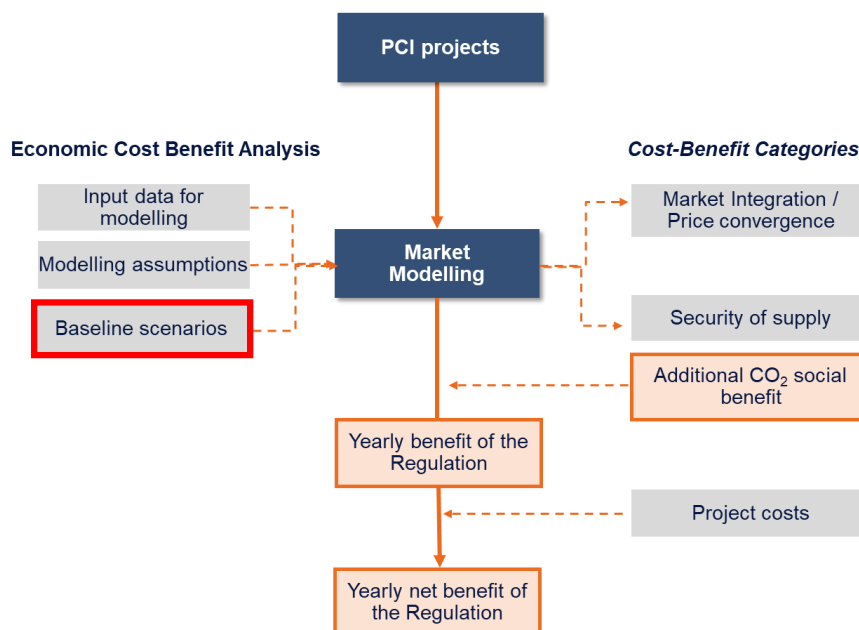 PCI projects
Economic Cost Benefit Analysis
Cost-Benefit Categories
Input data for
modelling
Modelling assumptions
Baseline scenarios
Market
Modelling
Market Integration /
Price convergence
Security of supply
Additional CO₂ social
benefit
Yearly benefit of the
Regulation
Project costs
Yearly net benefit of
the Regulation